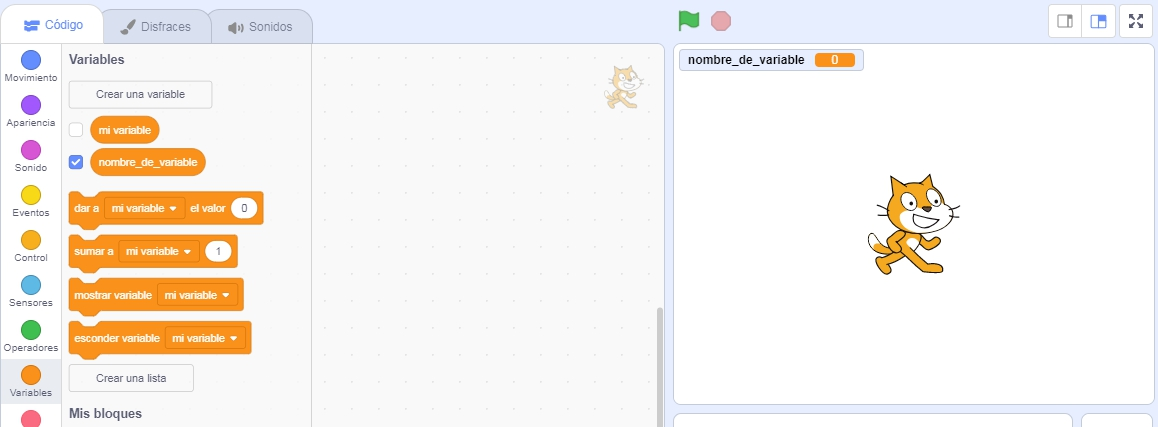 Código
Disfraces
Sonidos
Movimiento
Apariencia
Sonido
Eventos
Control
Sensores
Operadores
Variables
Variables
Crear una variable
mi variable
nombre_de_variable
dar a mi variable el valor 0
sumar a mi variable 1
mostrar variable mi variable
esconder variable mi variable
Crear una lista
Mis bloques
nombre_de_variable 0